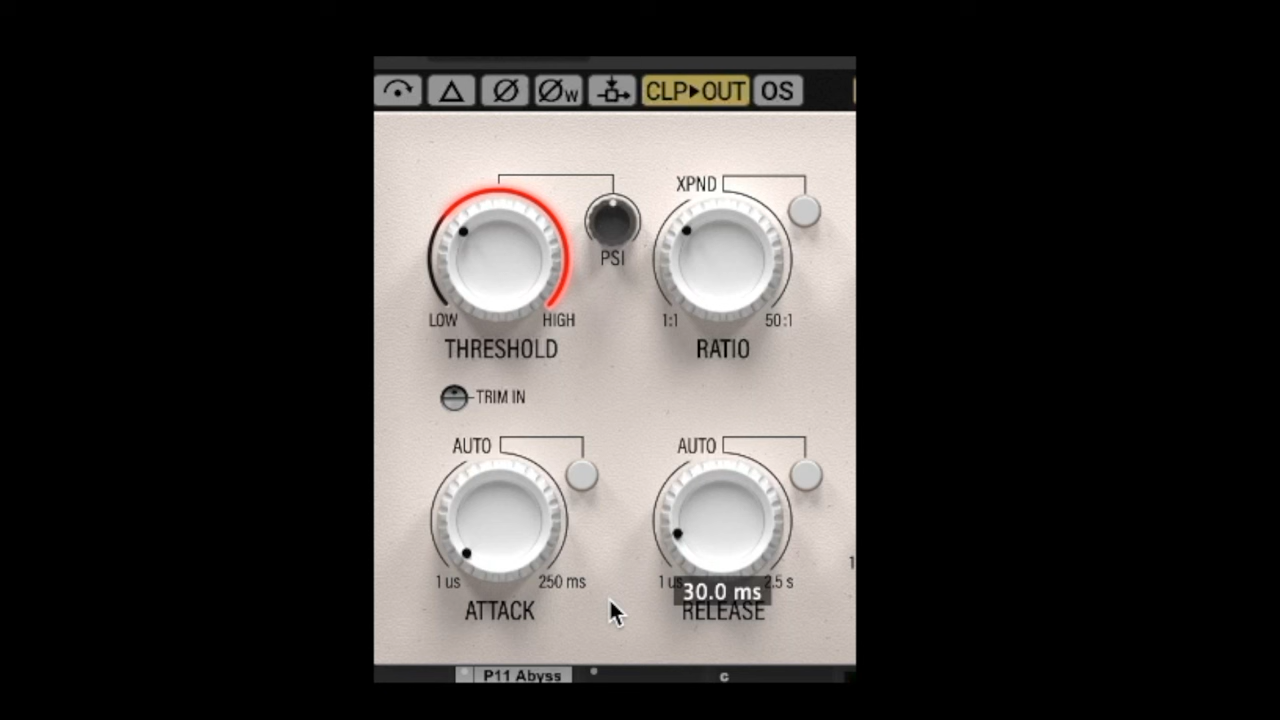 Ø Øw CLP▸OUT OS
XPND
PSI
LOW HIGH 1:1 50:1
THRESHOLD RATIO
TRIM IN
AUTO AUTO
1 us 250 ms 1 us 2.5 s
30.0 ms
ATTACK RELEASE
P11 Abyss c